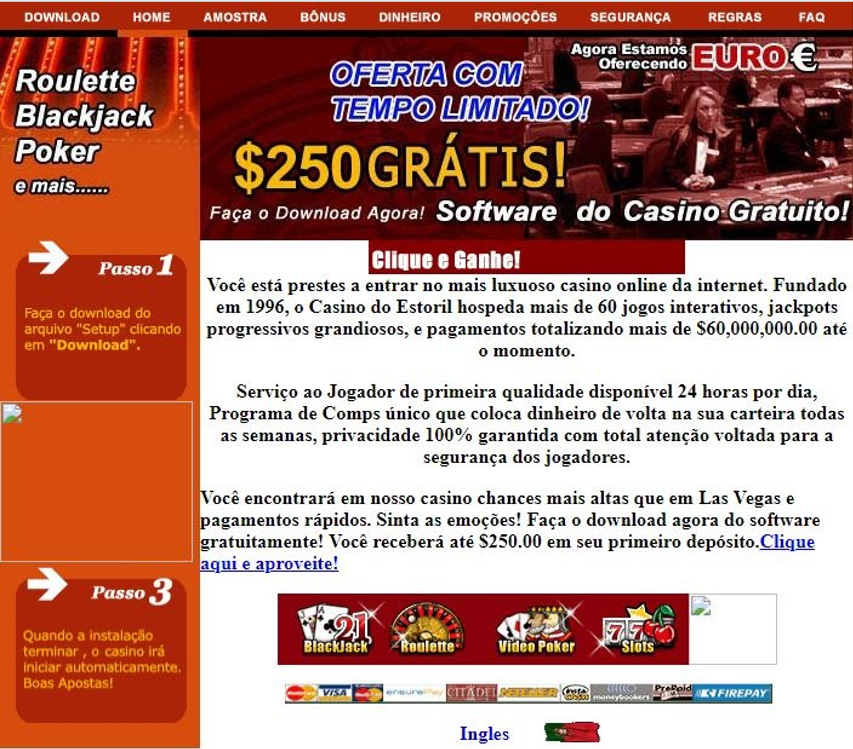 DOWNLOAD HOME AMOSTRA BÔNUS DINHEIRO PROMOÇÕES SEGURANÇA REGRAS FAQ
Roulette
Blackjack
Poker
e mais......
Agora Estamos
Oferecendo EURO €
OFERTA COM
TEMPO LIMITADO!
$250 GRÁTIS!
Faça o Download Agora! Software do Casino Gratuito!
Passo 1
Faça o download do
arquivo "Setup" clicando
em "Download".
Passo 3
Quando a instalação
terminar , o casino irá
iniciar automaticamente.
Boas Apostas!
Clique e Ganhe!
Você está prestes a entrar no mais luxuoso casino online da internet. Fundado
em 1996, o Casino do Estoril hospeda mais de 60 jogos interativos, jackpots
progressivos grandiosos, e pagamentos totalizando mais de $60,000,000.00 até
o momento.
Serviço ao Jogador de primeira qualidade disponível 24 horas por dia,
Programa de Comps único que coloca dinheiro de volta na sua carteira todas
as semanas, privacidade 100% garantida com total atenção voltada para a
segurança dos jogadores.
Você encontrará em nosso casino chances mais altas que em Las Vegas e
pagamentos rápidos. Sinta as emoções! Faça o download agora do software
gratuitamente! Você receberá até $250.00 em seu primeiro depósito.Clique
aqui e aproveite!
21 BlackJack Roulette Video Poker 777 Slots
MasterCard VISA MasterCard ensurePay CITADEL NETELLER moneybookers PrePaid FIREPAY
Ingles